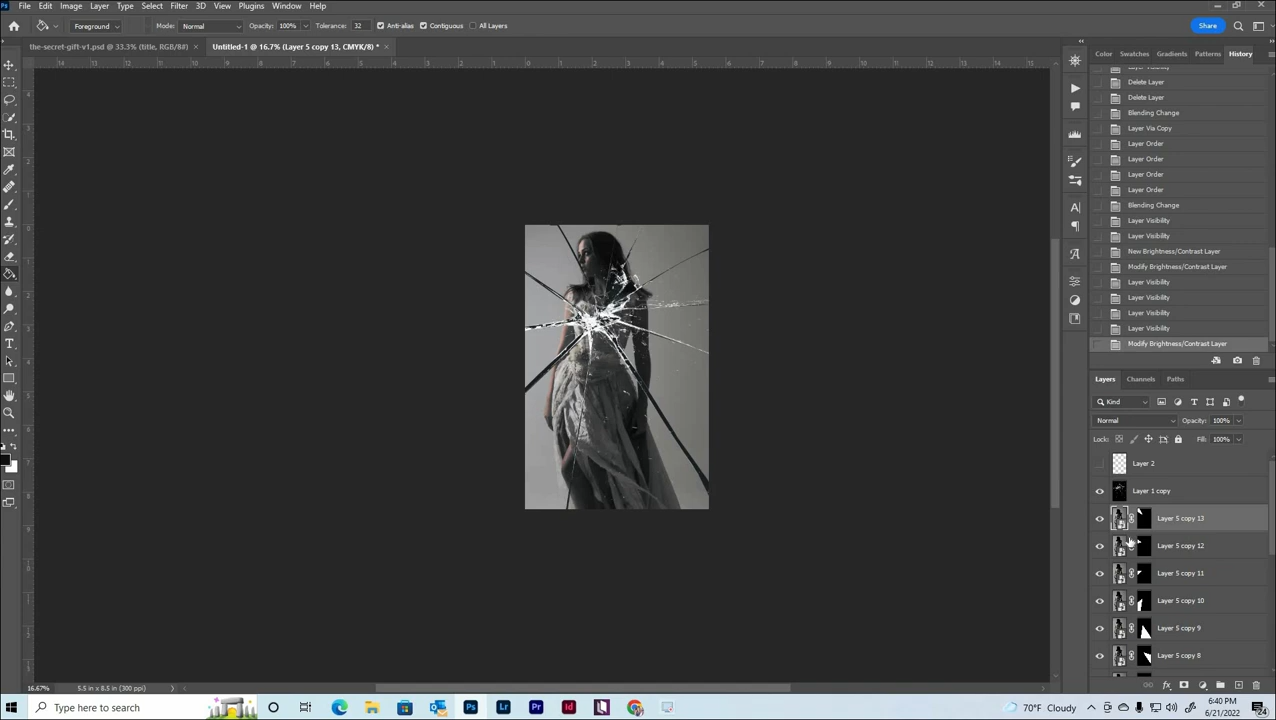 Ps File Edit Image Layer Type Select Filter 3D View Plugins Window Help
Foreground Mode: Normal Opacity: 100% Tolerance: 32 Anti-alias Contiguous All Layers Share
the-secret-gift-v1.psd @ 33.3% (title, RGB/8#) × Untitled-1 @ 16.7% (Layer 5 copy 13, CMYK/8#) * ×
Color Swatches Gradients Patterns History
Layer Visibility
Delete Layer
Delete Layer
Blending Change
Layer Via Copy
Layer Order
Layer Order
Layer Order
Layer Order
Blending Change
Layer Visibility
Layer Visibility
New Brightness/Contrast Layer
Modify Brightness/Contrast Layer
Layer Visibility
Layer Visibility
Layer Visibility
Layer Visibility
Modify Brightness/Contrast Layer
Layers Channels Paths
Kind
Normal Opacity: 100%
Lock: Fill: 100%
Layer 2
Layer 1 copy
Layer 5 copy 13
Layer 5 copy 12
Layer 5 copy 11
Layer 5 copy 10
Layer 5 copy 9
Layer 5 copy 8
16.67% 5.5 in x 8.5 in (300 ppi)
Type here to search Ps Lr Pr Id 70°F Cloudy 6:40 PM
6/21/2022